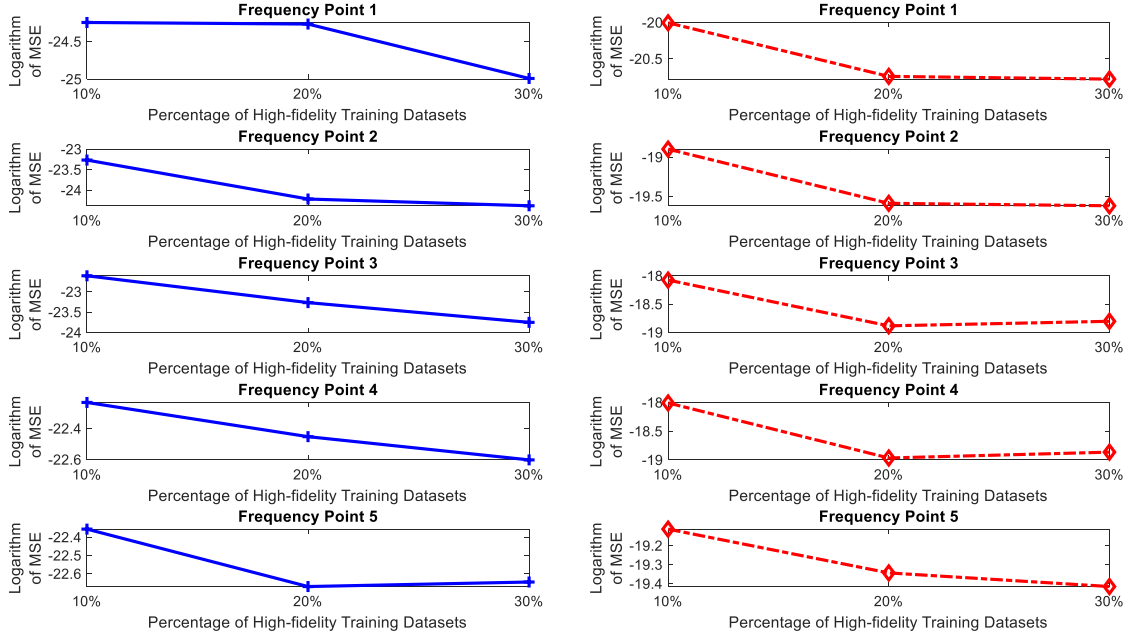 Frequency Point 1
Logarithm
of MSE
-24.5
-25
10%
20%
30%
Percentage of High-fidelity Training Datasets
Frequency Point 1
Logarithm
of MSE
-20
-20.5
10%
20%
30%
Percentage of High-fidelity Training Datasets
Frequency Point 2
Logarithm
of MSE
-23
-23.5
-24
10%
20%
30%
Percentage of High-fidelity Training Datasets
Frequency Point 2
Logarithm
of MSE
-19
-19.5
10%
20%
30%
Percentage of High-fidelity Training Datasets
Frequency Point 3
Logarithm
of MSE
-23
-23.5
-24
10%
20%
30%
Percentage of High-fidelity Training Datasets
Frequency Point 3
Logarithm
of MSE
-18
-18.5
-19
10%
20%
30%
Percentage of High-fidelity Training Datasets
Frequency Point 4
Logarithm
of MSE
-22.4
-22.6
10%
20%
30%
Percentage of High-fidelity Training Datasets
Frequency Point 4
Logarithm
of MSE
-18
-18.5
-19
10%
20%
30%
Percentage of High-fidelity Training Datasets
Frequency Point 5
Logarithm
of MSE
-22.4
-22.5
-22.6
10%
20%
30%
Percentage of High-fidelity Training Datasets
Frequency Point 5
Logarithm
of MSE
-19.2
-19.3
-19.4
10%
20%
30%
Percentage of High-fidelity Training Datasets